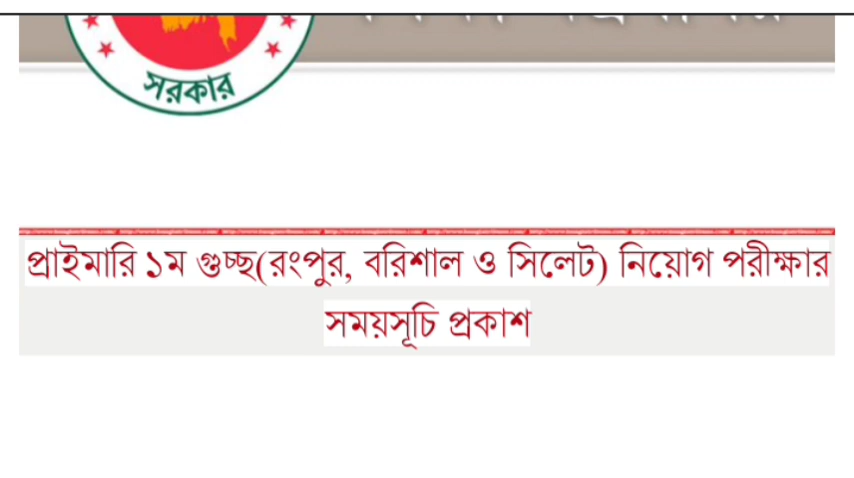 সরকার
প্রাইমারি ১ম গুচ্ছ(রংপুর, বরিশাল ও সিলেট) নিয়োগ পরীক্ষার
সময়সূচি প্রকাশ